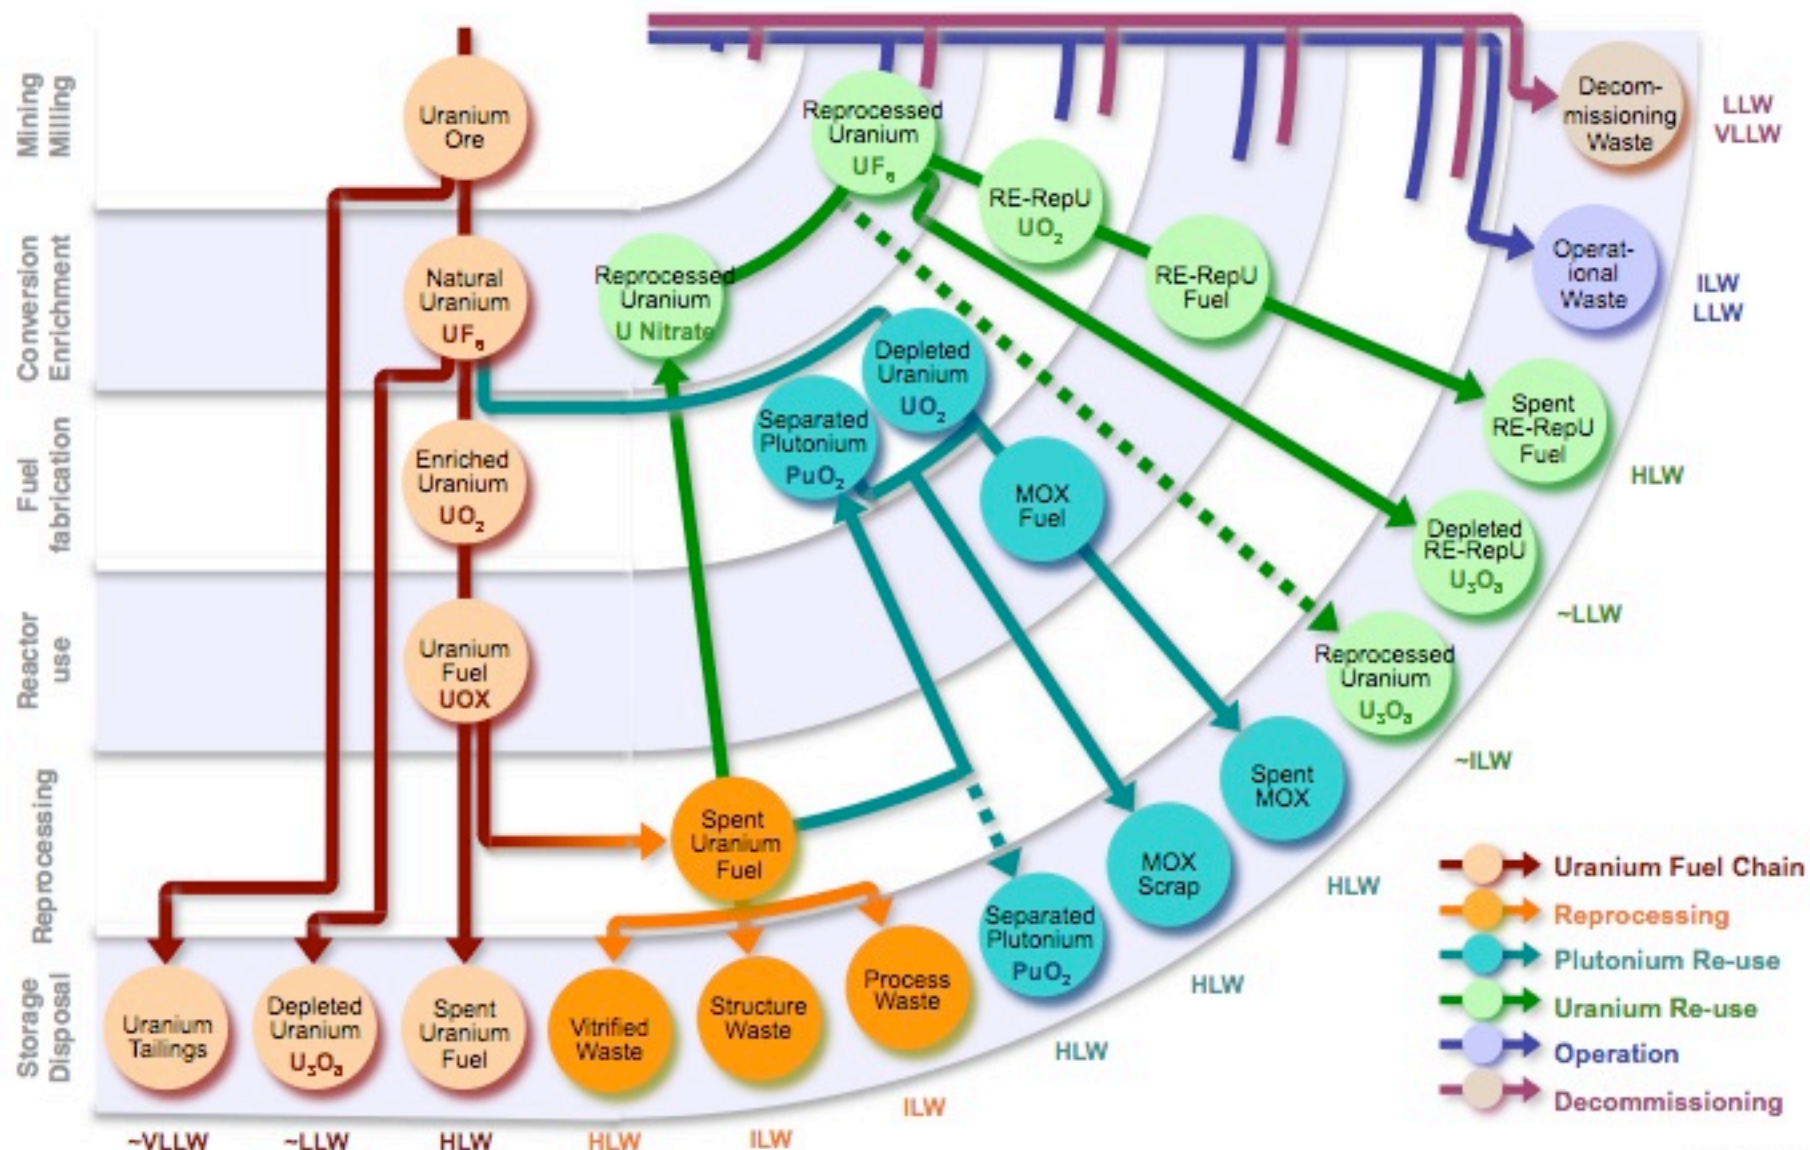 Mining
Milling
Conversion
Enrichment
Fuel
fabrication
Reactor
use
Reprocessing
Storage
Disposal
Uranium
Ore
Natural
Uranium
UF₆
Enriched
Uranium
UO₂
Uranium
Fuel
UOX
Uranium
Tailings
Depleted
Uranium
U₃O₈
Spent
Uranium
Fuel
Vitrified
Waste
Structure
Waste
Process
Waste
Spent
Uranium
Fuel
Reprocessed
Uranium
U Nitrate
Reprocessed
Uranium
UF₆
RE-RepU
UO₂
RE-RepU
Fuel
Spent
RE-RepU
Fuel
Depleted
RE-RepU
U₃O₈
Reprocessed
Uranium
U₃O₈
Depleted
Uranium
UO₂
Separated
Plutonium
PuO₂
MOX
Fuel
Spent
MOX
MOX
Scrap
Separated
Plutonium
PuO₂
Decom-
missioning
Waste
Operat-
ional
Waste
LLW
VLLW
ILW
LLW
HLW
~LLW
~ILW
HLW
HLW
HLW
ILW
~VLLW
~LLW
HLW
HLW
ILW
Uranium Fuel Chain
Reprocessing
Plutonium Re-use
Uranium Re-use
Operation
Decommissioning